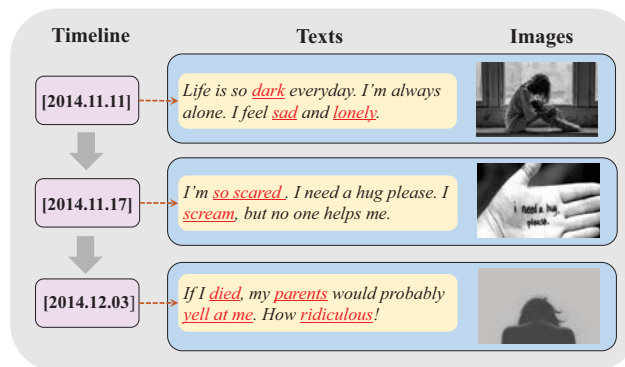 Timeline Texts Images
[2014.11.11]
Life is so dark everyday. I'm always
alone. I feel sad and lonely.
[2014.11.17]
I'm so scared . I need a hug please. I
scream, but no one helps me.
i need a hug
please.
[2014.12.03]
If I died, my parents would probably
yell at me. How ridiculous!